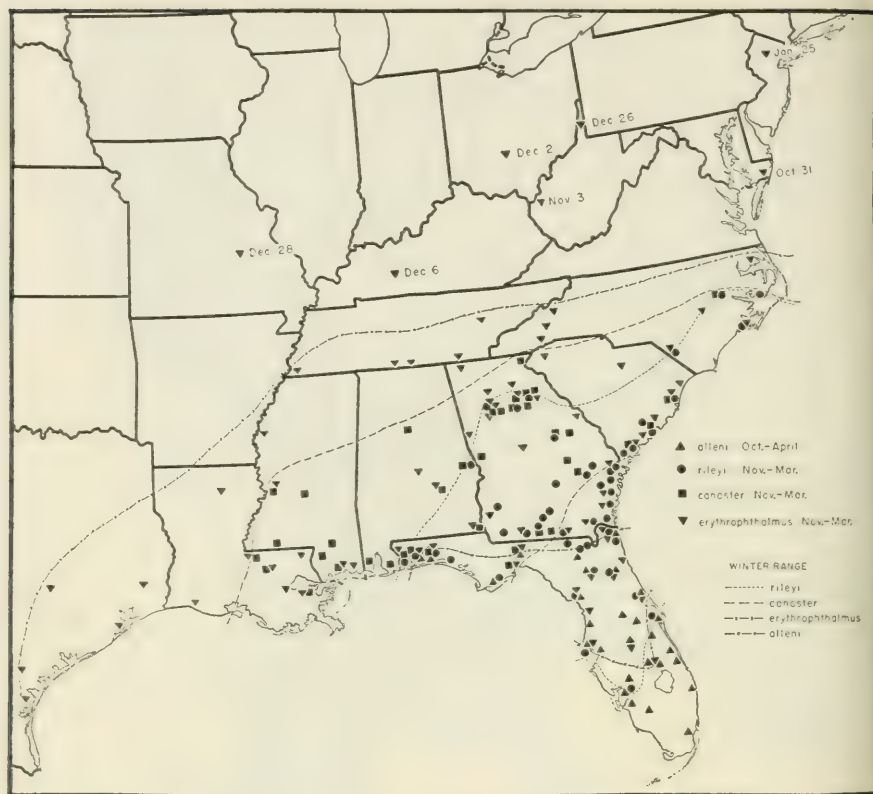 Jan. 25
Dec 26
Dec 2
Oct. 31
Nov. 3
Dec. 28
Dec 6
alleni Oct.-April
rileyi Nov.-Mar.
canaster Nov.-Mar.
erythrophthalmus Nov.-Mar.
WINTER RANGE
rileyi
canaster
erythrophthalmus
alleni